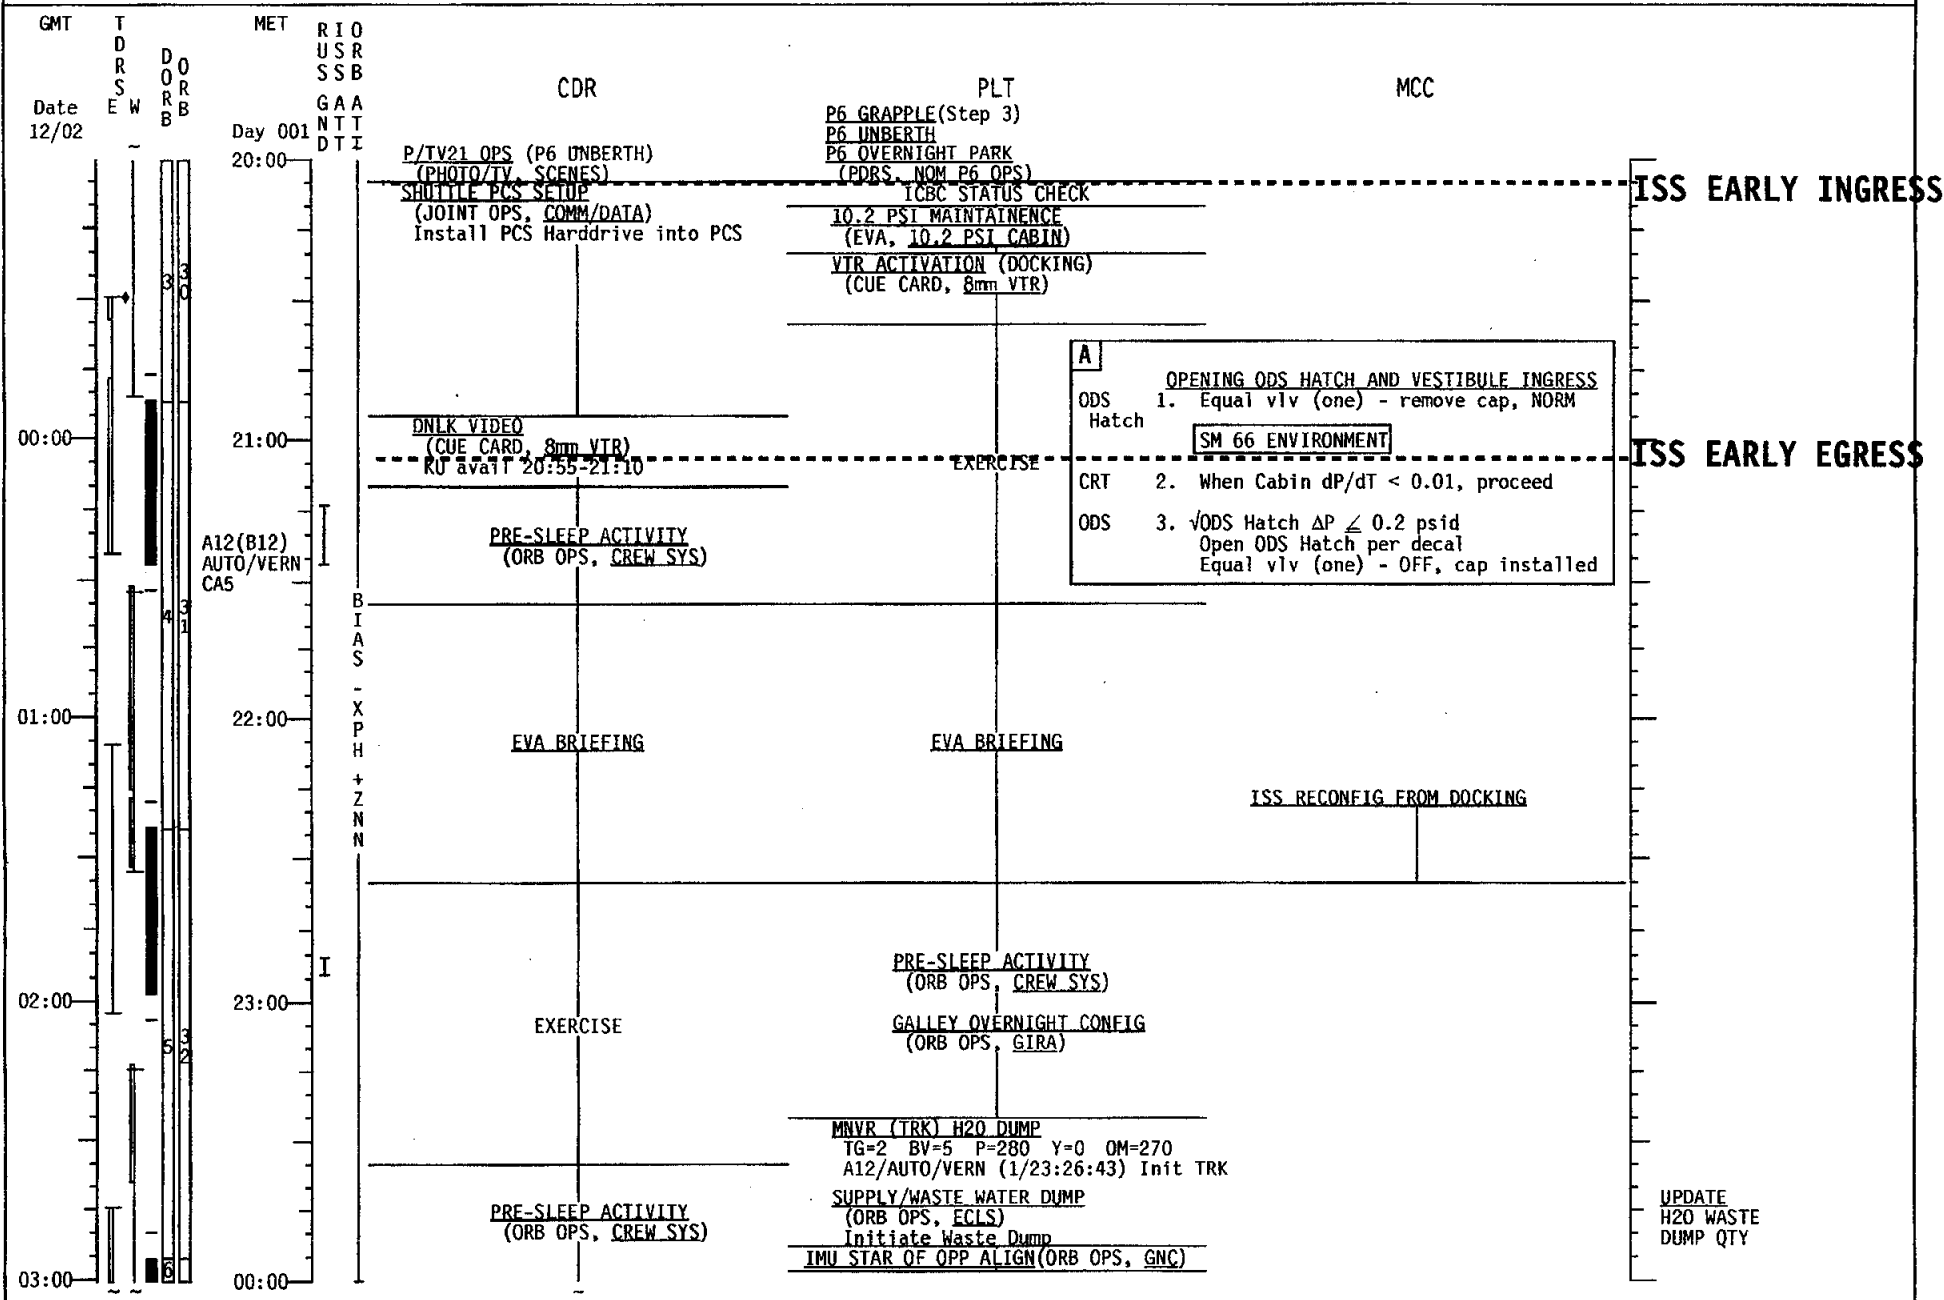 GMT
TDRS
E W
DORB
ORB
MET
RUS GND
ISS ATT
ORB ATT
CDR
PLT
MCC
Date
12/02
Day 001
P6 GRAPPLE(Step 3)
P6 UNBERTH
P6 OVERNIGHT PARK
(PDRS, NOM P6 OPS)
20:00
P/TV21 OPS (P6 UNBERTH)
(PHOTO/TV, SCENES)
SHUTTLE PCS SETUP
(JOINT OPS, COMM/DATA)
Install PCS Harddrive into PCS
ICBC STATUS CHECK
ISS EARLY INGRESS
10.2 PSI MAINTAINENCE
(EVA, 10.2 PSI CABIN)
VTR ACTIVATION (DOCKING)
(CUE CARD, 8mm VTR)
3
30
A
OPENING ODS HATCH AND VESTIBULE INGRESS
ODS Hatch
1. Equal vlv (one) - remove cap, NORM
SM 66 ENVIRONMENT
CRT 2. When Cabin dP/dT < 0.01, proceed
ODS 3. √ODS Hatch ΔP ≤ 0.2 psid
Open ODS Hatch per decal
Equal vlv (one) - OFF, cap installed
00:00
21:00
DNLK VIDEO
(CUE CARD, 8mm VTR)
KU avail 20:55-21:10
EXERCISE
ISS EARLY EGRESS
A12(B12)
AUTO/VERN
CA5
PRE-SLEEP ACTIVITY
(ORB OPS, CREW SYS)
4
31
BIAS -XPH +ZNN
01:00
22:00
EVA BRIEFING
EVA BRIEFING
ISS RECONFIG FROM DOCKING
02:00
23:00
PRE-SLEEP ACTIVITY
(ORB OPS, CREW SYS)
EXERCISE
GALLEY OVERNIGHT CONFIG
(ORB OPS, GIRA)
5
32
MNVR (TRK) H2O DUMP
TG=2 BV=5 P=280 Y=0 OM=270
A12/AUTO/VERN (1/23:26:43) Init TRK
PRE-SLEEP ACTIVITY
(ORB OPS, CREW SYS)
SUPPLY/WASTE WATER DUMP
(ORB OPS, ECLS)
Initiate Waste Dump
IMU STAR OF OPP ALIGN(ORB OPS, GNC)
UPDATE
H2O WASTE
DUMP QTY
6
03:00
00:00